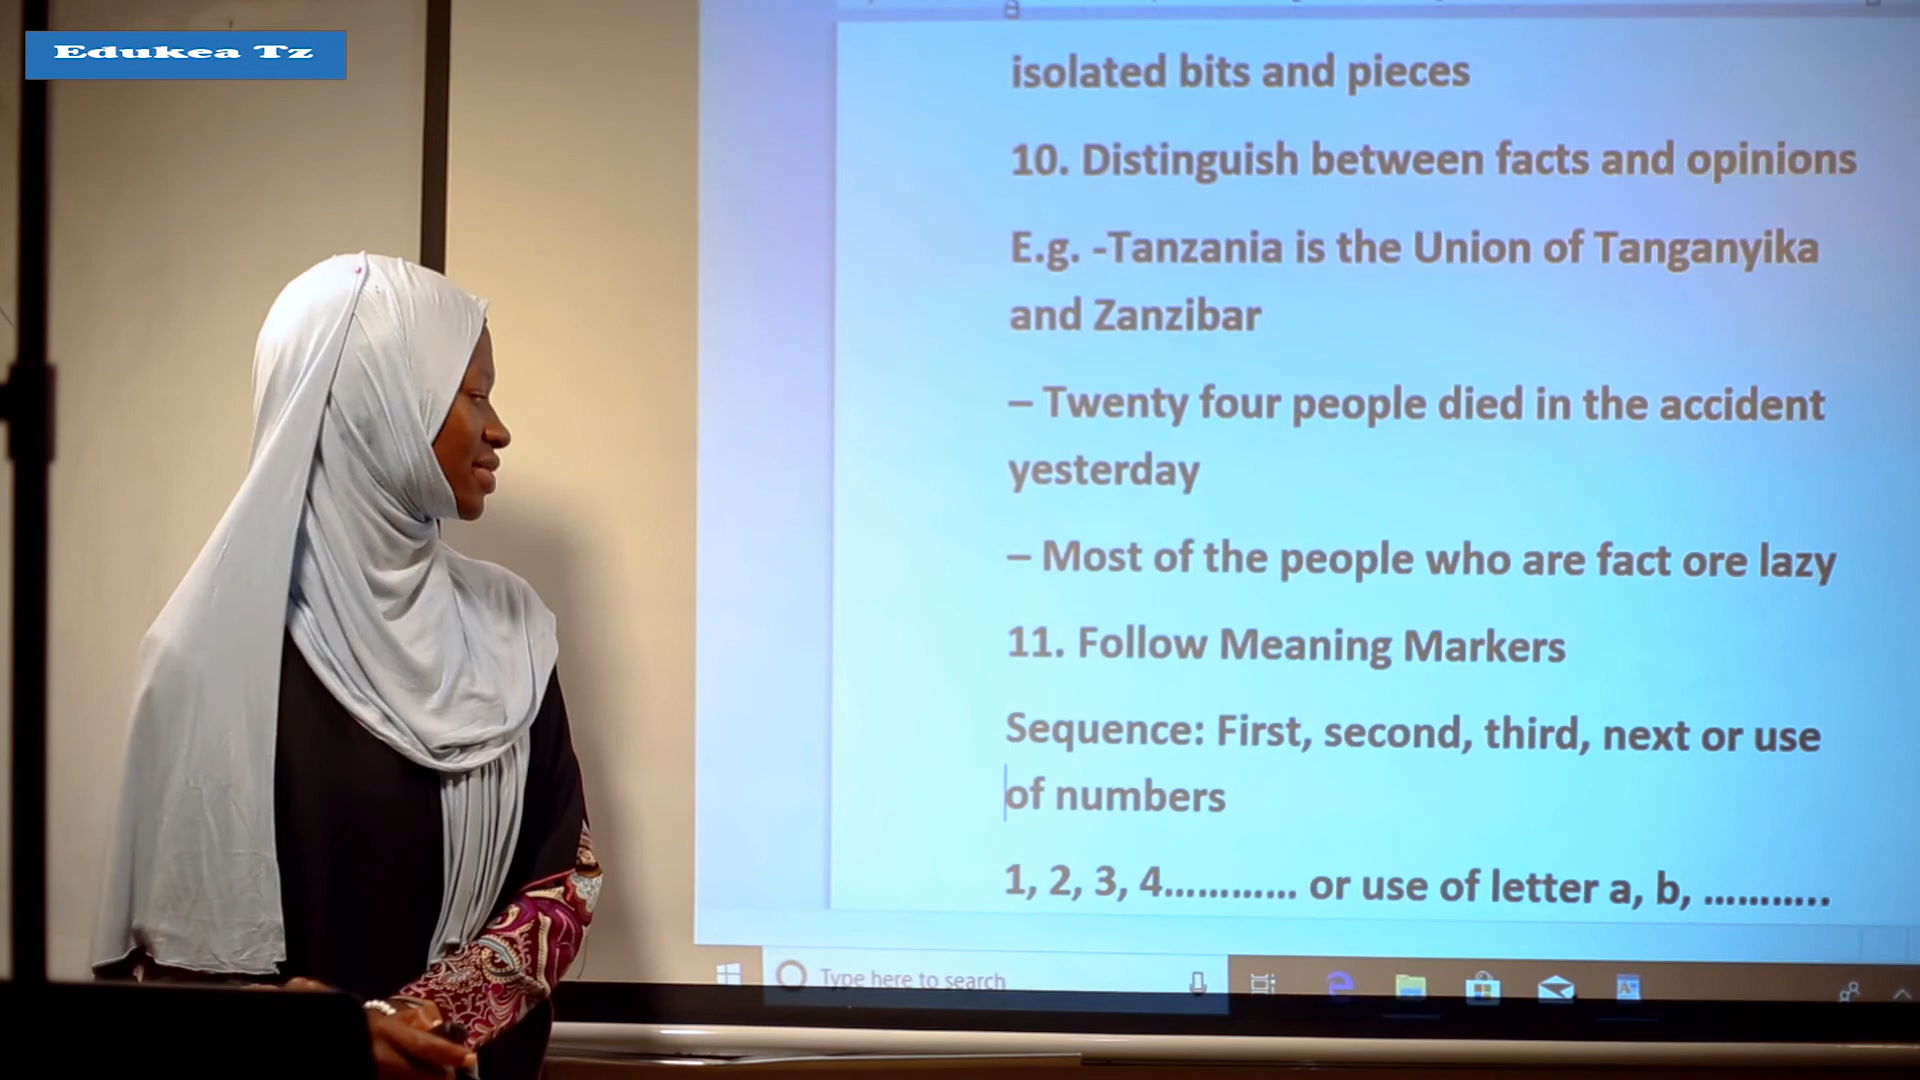 Edukea Tz
isolated bits and pieces
10. Distinguish between facts and opinions
E.g. -Tanzania is the Union of Tanganyika
and Zanzibar
– Twenty four people died in the accident
yesterday
– Most of the people who are fact ore lazy
11. Follow Meaning Markers
Sequence: First, second, third, next or use
of numbers
1, 2, 3, 4............ or use of letter a, b, ...........
Type here to search